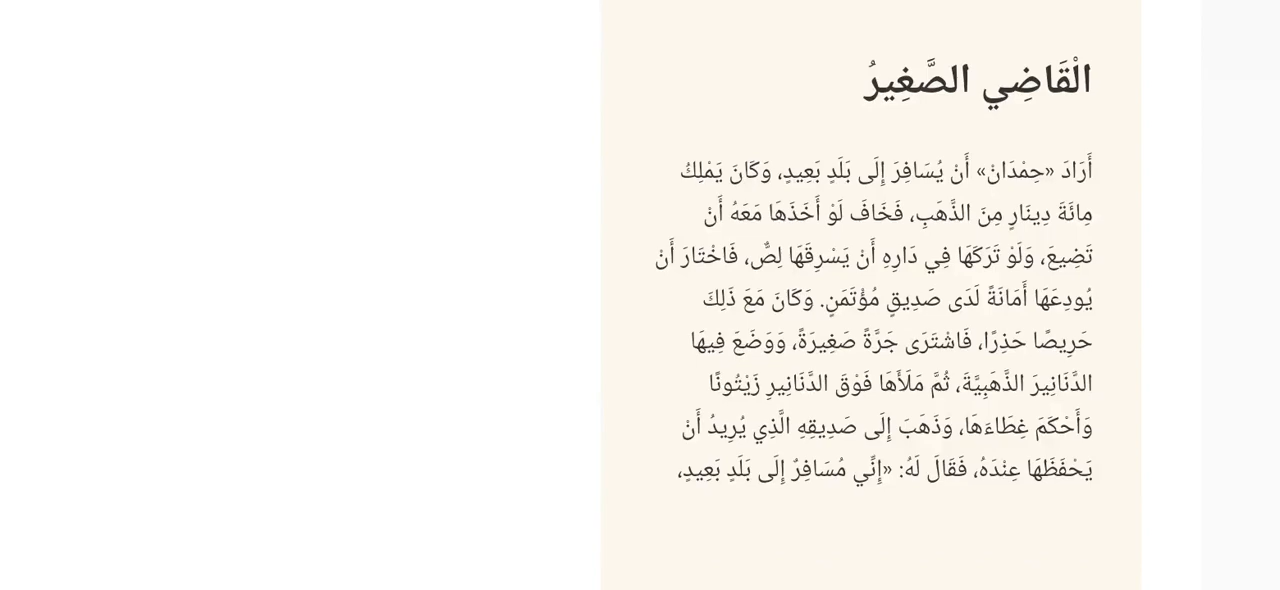 الْقَاضِي الصَّغِيرُ
أَرَادَ «حِمْدَانْ» أَنْ يُسَافِرَ إِلَى بَلَدٍ بَعِيدٍ، وَكَانَ يَمْلِكُ
مِائَةَ دِينَارٍ مِنَ الذَّهَبِ، فَخَافَ لَوْ أَخَذَهَا مَعَهُ أَنْ
تَضِيعَ، وَلَوْ تَرَكَهَا فِي دَارِهِ أَنْ يَسْرِقَهَا لِصٌّ، فَاخْتَارَ أَنْ
يُودِعَهَا أَمَانَةً لَدَى صَدِيقٍ مُؤْتَمَنٍ. وَكَانَ مَعَ ذَلِكَ
حَرِيصًا حَذِرًا، فَاشْتَرَى جَرَّةً صَغِيرَةً، وَوَضَعَ فِيهَا
الدَّنَانِيرَ الذَّهَبِيَّةَ، ثُمَّ مَلَأَهَا فَوْقَ الدَّنَانِيرِ زَيْتُونًا
وَأَحْكَمَ غِطَاءَهَا، وَذَهَبَ إِلَى صَدِيقِهِ الَّذِي يُرِيدُ أَنْ
يَحْفَظَهَا عِنْدَهُ، فَقَالَ لَهُ: «إِنِّي مُسَافِرٌ إِلَى بَلَدٍ بَعِيدٍ،